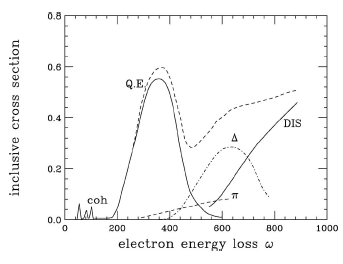 inclusive cross section
0.8
0.6
0.4
0.2
0.0
Q.E
coh
Δ
π
DIS
0 200 400 600 800 1000
electron energy loss ω